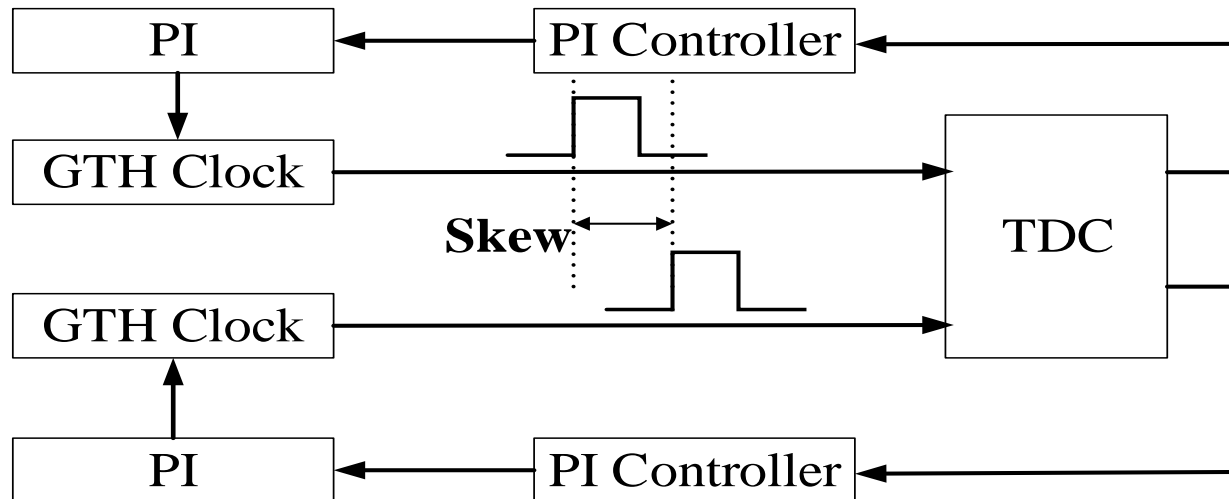 PI
PI Controller
GTH Clock
Skew
TDC
GTH Clock
PI
PI Controller